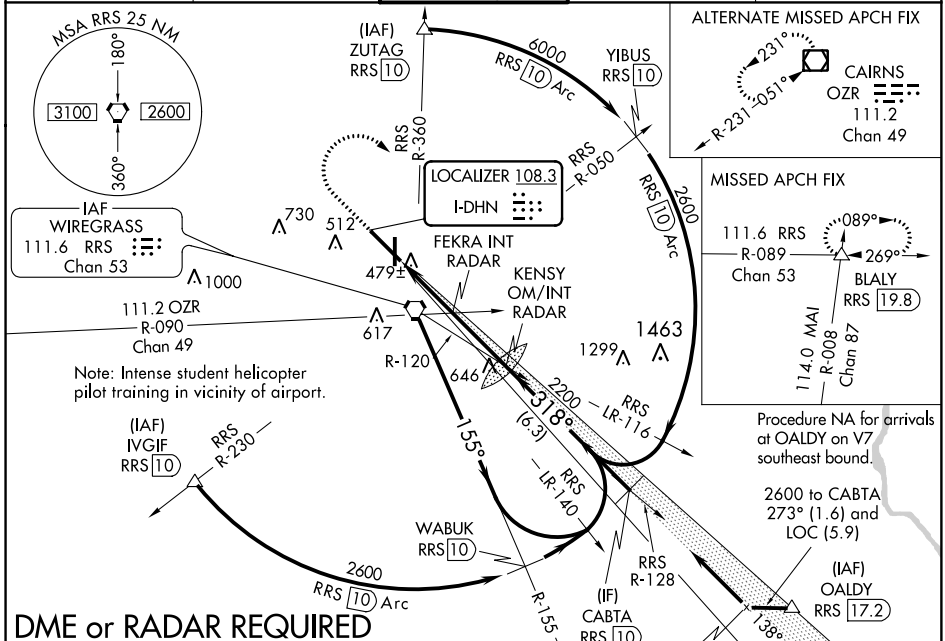 MSA RRS 25 NM
180°
3100
2600
360°
(IAF)
ZUTAG
RRS 10
6000
RRS 10 Arc
YIBUS
RRS 10
ALTERNATE MISSED APCH FIX
231°
CAIRNS
OZR
111.2
Chan 49
R-231
051°
RRS
R-360
RRS
R-050
LOCALIZER 108.3
I-DHN
2600
RRS 10 Arc
MISSED APCH FIX
089°
111.6 RRS
R-089
Chan 53
269°
BLALY
RRS 19.8
114.0 MAI
R-008
Chan 87
IAF
WIREGRASS
111.6 RRS
Chan 53
730
512
479±
FEKRA INT
RADAR
KENSY
OM/INT
RADAR
1000
111.2 OZR
R-090
Chan 49
617
R-120
646
1299
1463
Note: Intense student helicopter
pilot training in vicinity of airport.
2200
318°
(6.3)
RRS
LR-116
Procedure NA for arrivals
at OALDY on V7
southeast bound.
(IAF)
IVGIF
RRS 10
RRS
R-230
155°
RRS
LR-140
2600 to CABTA
273° (1.6) and
LOC (5.9)
WABUK
RRS 10
2600
RRS 10 Arc
RRS
R-128
(IF)
CABTA
RRS 10
(IAF)
OALDY
RRS 17.2
R-155
138°
DME or RADAR REQUIRED